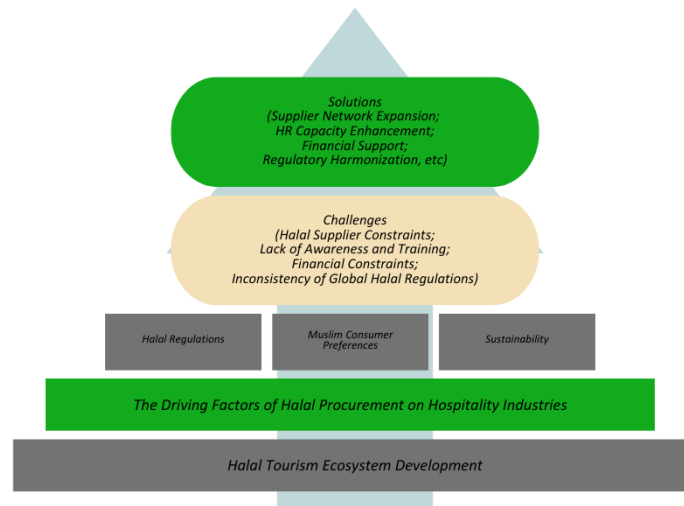 Solutions
(Supplier Network Expansion;
HR Capacity Enhancement;
Financial Support;
Regulatory Harmonization, etc)
Challenges
(Halal Supplier Constraints;
Lack of Awareness and Training;
Financial Constraints;
Inconsistency of Global Halal Regulations)
Halal Regulations
Muslim Consumer
Preferences
Sustainability
The Driving Factors of Halal Procurement on Hospitality Industries
Halal Tourism Ecosystem Development